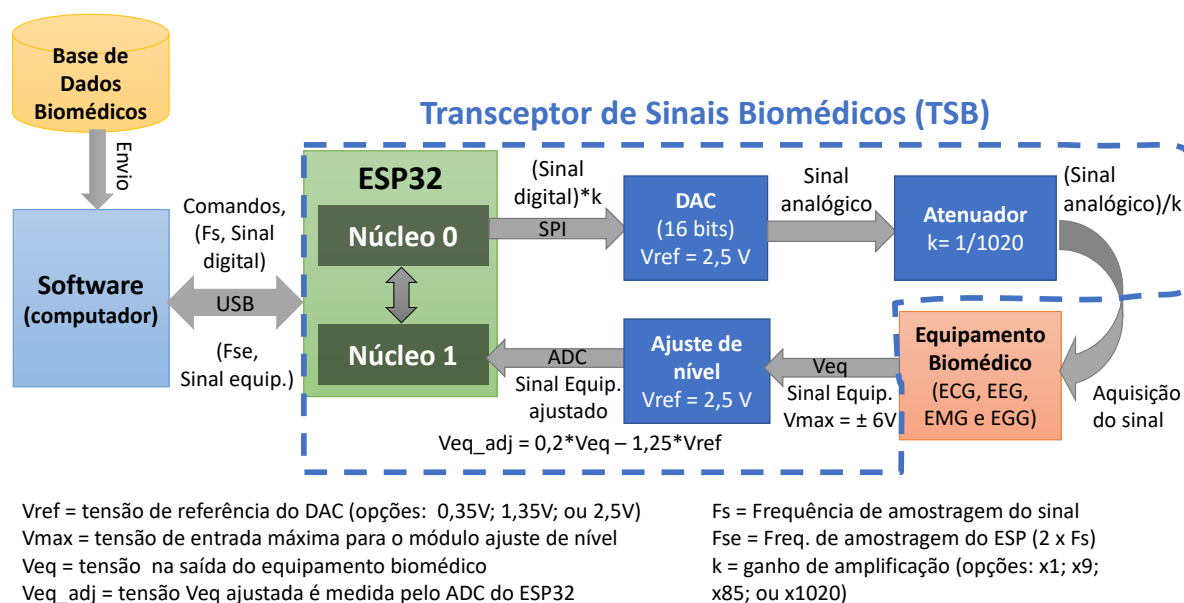 Base de
Dados
Biomédicos
Envio
Transceptor de Sinais Biomédicos (TSB)
Software
(computador)
Comandos,
(Fs, Sinal
digital)
USB
(Fse,
Sinal equip.)
ESP32
Núcleo 0
Núcleo 1
(Sinal
digital)*k
SPI
DAC
(16 bits)
Vref = 2,5 V
Sinal
analógico
Atenuador
k= 1/1020
(Sinal
analógico)/k
Aquisição
do sinal
Equipamento
Biomédico
(ECG, EEG,
EMG e EGG)
Veq
Sinal Equip.
Vmax = ± 6V
Ajuste de
nível
Vref = 2,5 V
ADC
Sinal Equip.
ajustado
Veq_adj = 0,2*Veq – 1,25*Vref
Vref = tensão de referência do DAC (opções: 0,35V; 1,35V; ou 2,5V)
Vmax = tensão de entrada máxima para o módulo ajuste de nível
Veq = tensão na saída do equipamento biomédico
Veq_adj = tensão Veq ajustada é medida pelo ADC do ESP32
Fs = Frequência de amostragem do sinal
Fse = Freq. de amostragem do ESP (2 x Fs)
k = ganho de amplificação (opções: x1; x9;
x85; ou x1020)